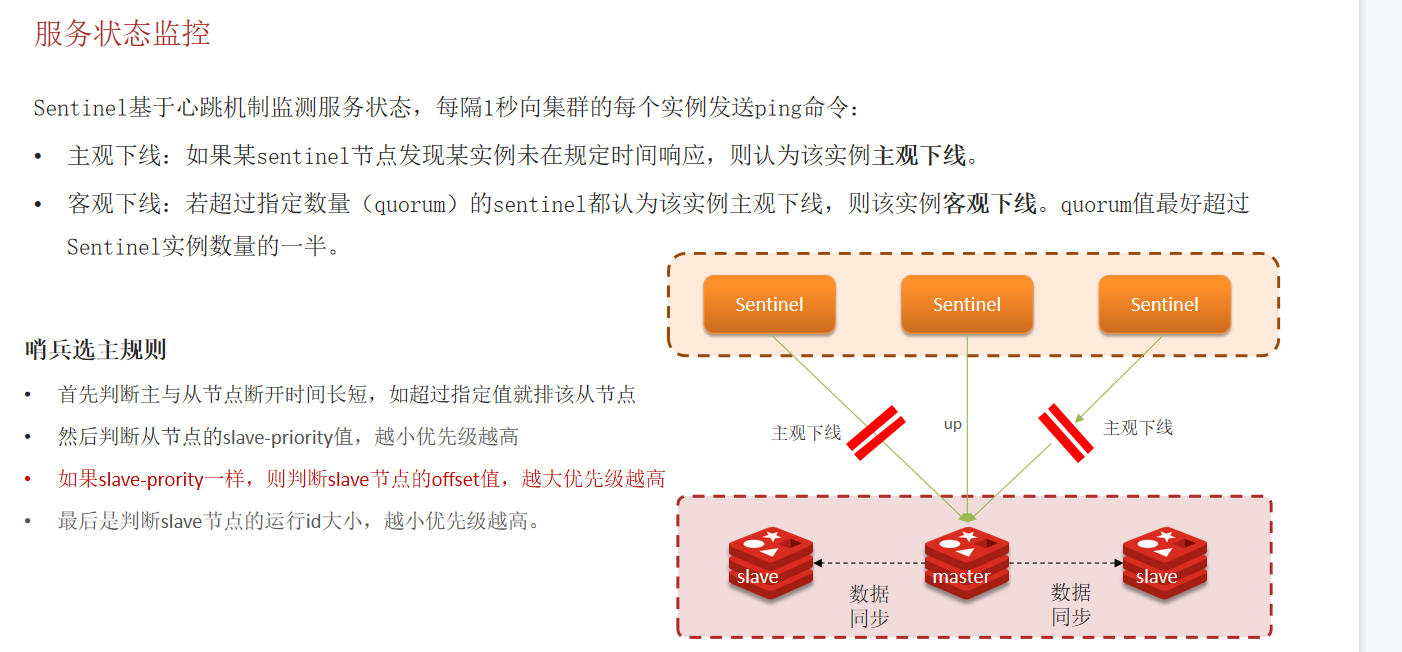 服务状态监控
Sentinel基于心跳机制监测服务状态，每隔1秒向集群的每个实例发送ping命令：
• 主观下线：如果某sentinel节点发现某实例未在规定时间响应，则认为该实例主观下线。
• 客观下线：若超过指定数量（quorum）的sentinel都认为该实例主观下线，则该实例客观下线。quorum值最好超过
Sentinel实例数量的一半。
哨兵选主规则
• 首先判断主与从节点断开时间长短，如超过指定值就排该从节点
• 然后判断从节点的slave-priority值，越小优先级越高
• 如果slave-prority一样，则判断slave节点的offset值，越大优先级越高
• 最后是判断slave节点的运行id大小，越小优先级越高。
Sentinel
Sentinel
Sentinel
主观下线
up
主观下线
slave
master
slave
数据
同步
数据
同步